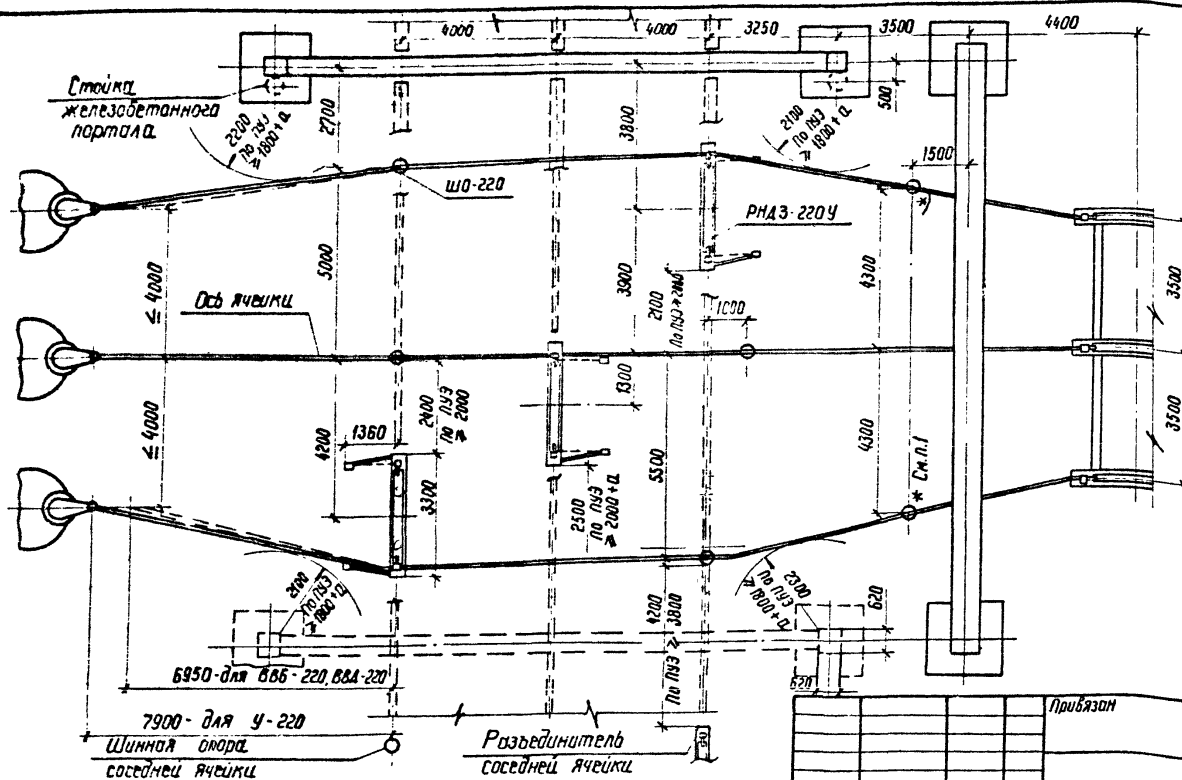 4000
4000
3250
3500
4400
Стойка
железобетонного
портала
2200
По ПУЭ
≥ 1800+а
2700
3800
2100
По ПУЭ
≥ 1800+а
500
1500
ШО-220
РНДЗ-220У
≤ 4000
5000
3900
2100
4300
3500
Ось ячейки
1000
1300
≤ 4000
4200
1360
2400
По ПУЭ
≥ 2000
3300
2500
По ПУЭ
≥ 2000+а
5500
4300
* См.п.1
3500
2100
По ПУЭ
≥ 1800+а
4200
По ПУЭ ≥ 3800
2300
По ПУЭ
≥ 1800+а
620
620
6950-для ВВБ-220, ВВД-220
7900- для У-220
Шинная опора
соседней ячейки
Разъединитель
соседней ячейки
Привязан